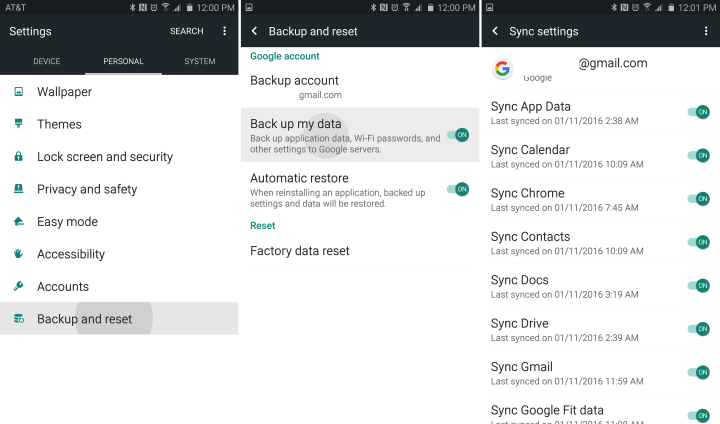 AT&T 12:00 PM
Settings SEARCH
DEVICE PERSONAL SYSTEM
Wallpaper
Themes
Lock screen and security
Privacy and safety
Easy mode
Accessibility
Accounts
Backup and reset
12:00 PM
Backup and reset
Google account
Backup account
gmail.com
Back up my data
Back up application data, Wi-Fi passwords, and
other settings to Google servers.
ON
Automatic restore
When reinstalling an application, backed up
settings and data will be restored.
ON
Reset
Factory data reset
12:01 PM
Sync settings
@gmail.com
Google
Sync App Data
Last synced on 01/11/2016 2:38 AM
ON
Sync Calendar
Last synced on 01/11/2016 10:09 AM
ON
Sync Chrome
Last synced on 01/11/2016 7:45 AM
ON
Sync Contacts
Last synced on 01/11/2016 10:09 AM
ON
Sync Docs
Last synced on 01/11/2016 3:19 AM
ON
Sync Drive
Last synced on 01/11/2016 2:39 AM
ON
Sync Gmail
Last synced on 01/11/2016 11:59 AM
ON
Sync Google Fit data
Last synced on 01/11/2016 11:08 AM
ON